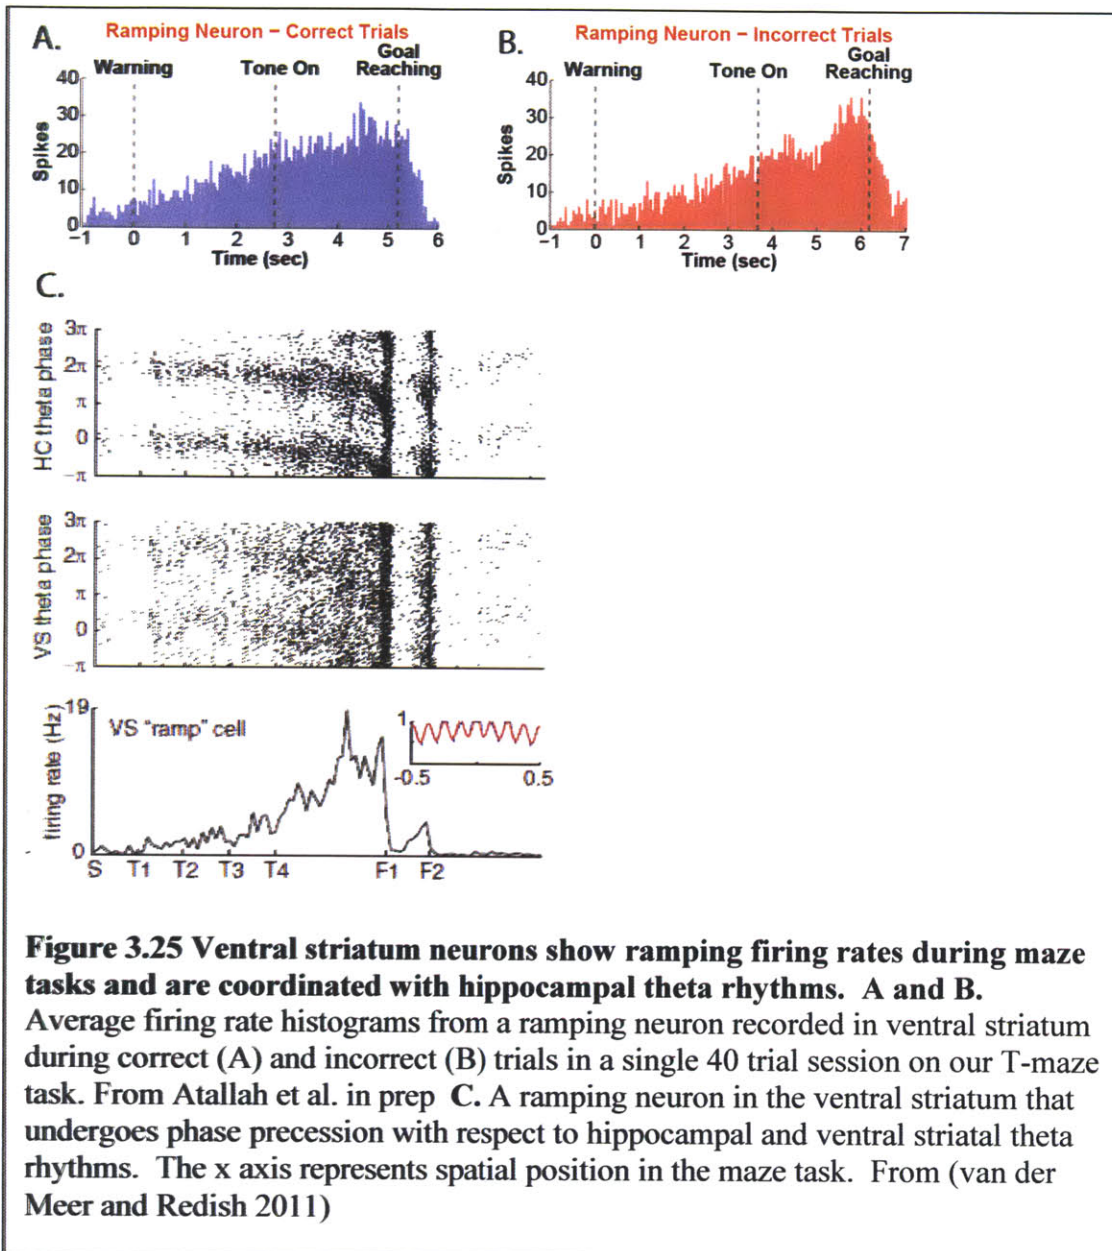 A.
Ramping Neuron – Correct Trials
Warning
Tone On
Goal
Reaching
40
30
20
10
0
Spikes
−1 0 1 2 3 4 5 6
Time (sec)
B.
Ramping Neuron – Incorrect Trials
Warning
Tone On
Goal
Reaching
40
30
20
10
0
Spikes
−1 0 1 2 3 4 5 6 7
Time (sec)
C.
HC theta phase
3π
2π
π
0
−π
VS theta phase
3π
2π
π
0
−π
firing rate (Hz)
19
0
VS "ramp" cell
1
-0.5 0.5
S T1 T2 T3 T4 F1 F2
Figure 3.25 Ventral striatum neurons show ramping firing rates during maze
tasks and are coordinated with hippocampal theta rhythms. A and B.
Average firing rate histograms from a ramping neuron recorded in ventral striatum
during correct (A) and incorrect (B) trials in a single 40 trial session on our T-maze
task. From Atallah et al. in prep C. A ramping neuron in the ventral striatum that
undergoes phase precession with respect to hippocampal and ventral striatal theta
rhythms. The x axis represents spatial position in the maze task. From (van der
Meer and Redish 2011)